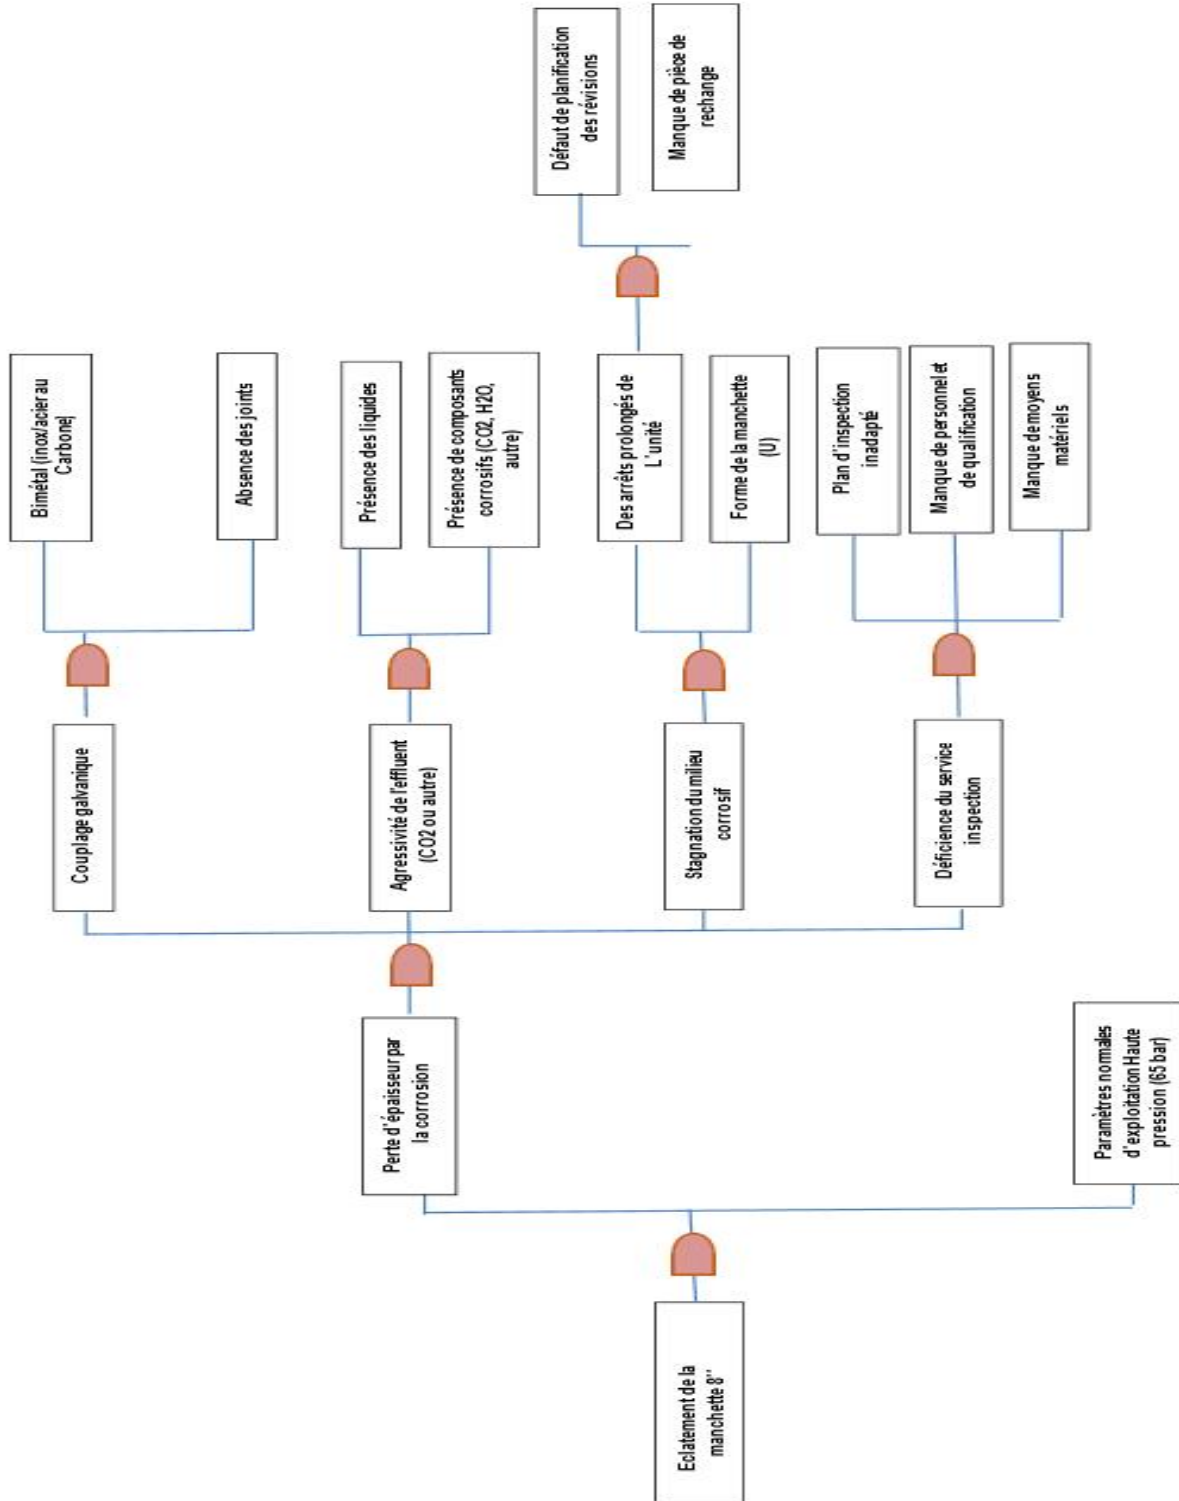 Eclatement de la
manchette 8’’
Perte d’épaisseur par
la corrosion
Paramètres normales
d’exploitation Haute
pression (65 bar)
Couplage galvanique
Agressivité de l’effluent
(CO2 ou autre)
Stagnation du milieu
corrosif
Déficience du service
inspection
Bimétal (inox/acier au
Carbone)
Absence des joints
Présence des liquides
Présence de composants
corrosifs (CO2, H2O,
autre)
Des arrêts prolongés de
L’unité
Forme de la manchette
(U)
Plan d’inspection
inadapté
Manque de personnel et
de qualification
Manque de moyens
matériels
Défaut de planification
des révisions
Manque de pièce de
rechange